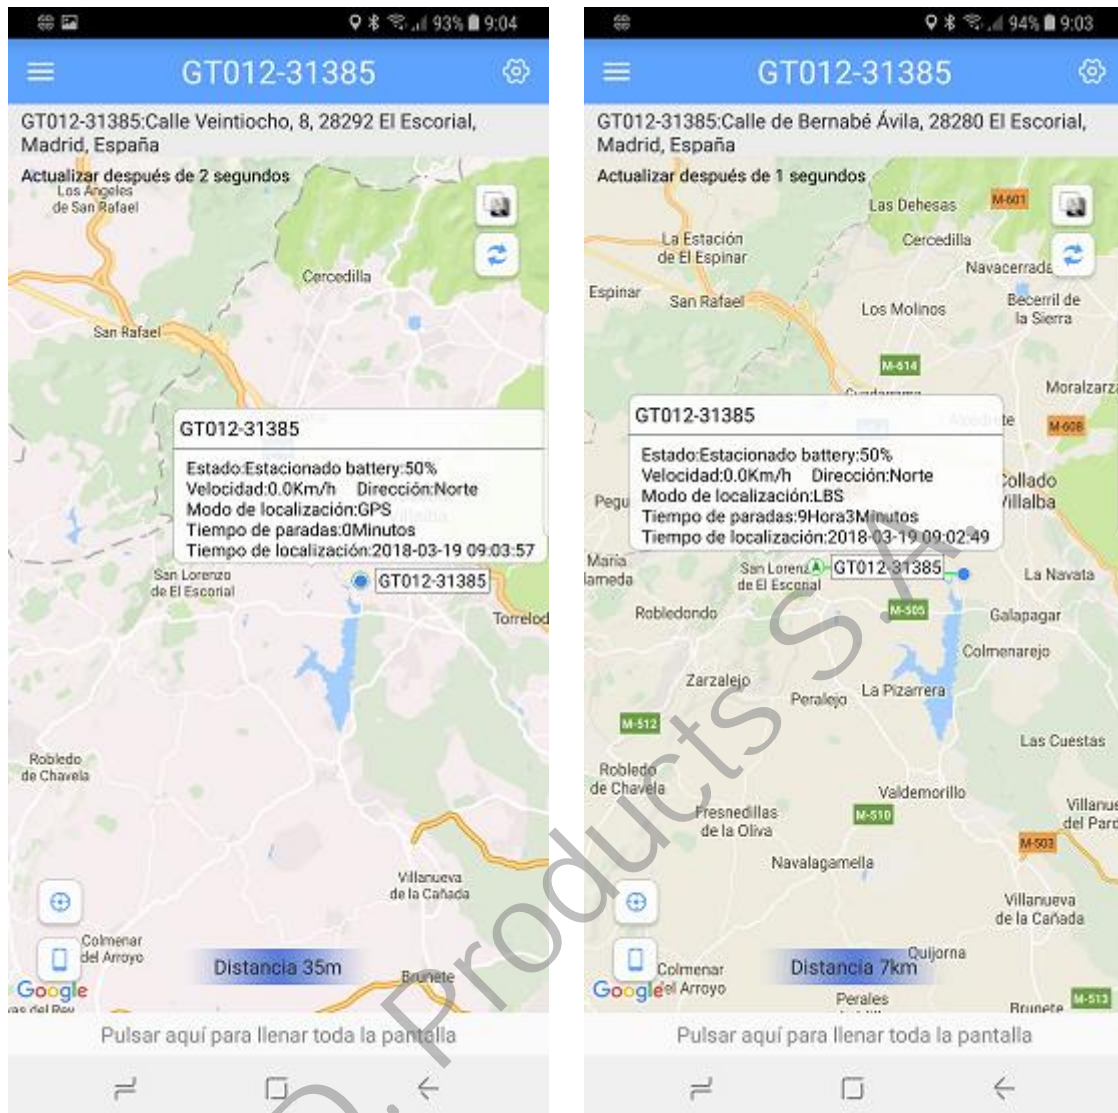 93% 9:04
GT012-31385
GT012-31385:Calle Veintiocho, 8, 28292 El Escorial,
Madrid, España
Actualizar después de 2 segundos
Los Angeles
de San Rafael
Cercedilla
San Rafael
GT012-31385
Estado:Estacionado battery:50%
Velocidad:0.0Km/h Dirección:Norte
Modo de localización:GPS
Tiempo de paradas:0Minutos
Tiempo de localización:2018-03-19 09:03:57
San Lorenzo
de El Escorial
GT012-31385
Torrelod
Robledo
de Chavela
Villanueva
de la Cañada
Colmenar
del Arroyo
Distancia 35m
Brunete
Google
Pulsar aquí para llenar toda la pantalla
94% 9:03
GT012-31385
GT012-31385:Calle de Bernabé Ávila, 28280 El Escorial,
Madrid, España
Actualizar después de 1 segundos
Las Dehesas
M-601
La Estación
de El Espinar
Cercedilla
Navacerrada
Espinar
San Rafael
Los Molinos
Becerril de
la Sierra
M-614
Moralzarza
M-608
GT012-31385
Estado:Estacionado battery:50%
Velocidad:0.0Km/h Dirección:Norte
Modo de localización:LBS
Tiempo de paradas:9Hora3Minutos
Tiempo de localización:2018-03-19 09:02:49
Collado
Villalba
Pegu
María
lameda
San Lorenz
de El Escorial
GT012-31385
La Navata
Robledondo
M-505
Galapagar
Colmenarejo
Zarzalejo
Peralejo
La Pizarrera
M-512
Las Cuestas
Robledo
de Chavela
Valdemorillo
Fresnedillas
de la Oliva
M-510
Villanue
del Pard
M-503
Navalagamella
Villanueva
de la Cañada
Quijorna
Colmenar
del Arroyo
Distancia 7km
Google
Perales
Brunete
M-513
Pulsar aquí para llenar toda la pantalla
D. Products S.A.